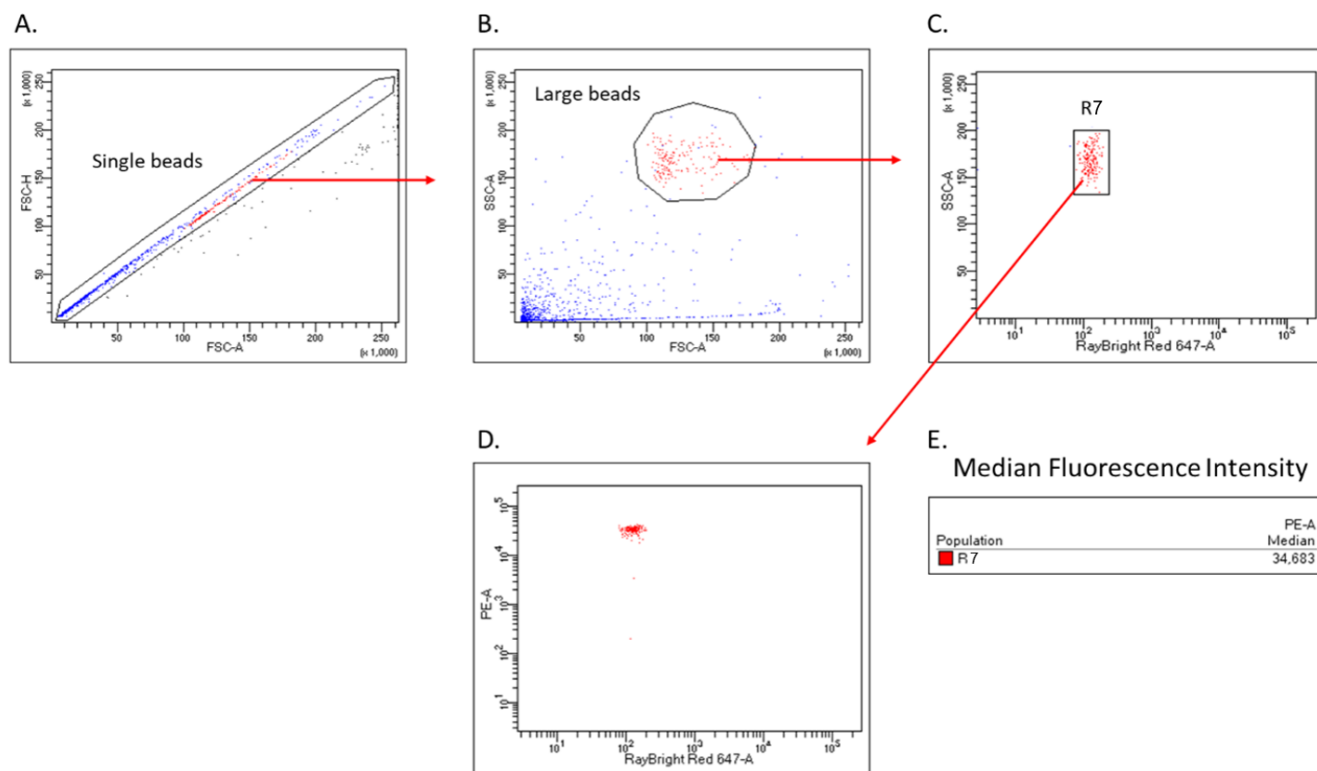 A.
Single beads
FSC-H
(x 1,000)
50 100 150 200 250
50 100 150 200 250
FSC-A
(x 1,000)
B.
Large beads
SSC-A
(x 1,000)
50 100 150 200 250
50 100 150 200 250
FSC-A
(x 1,000)
C.
R7
SSC-A
(x 1,000)
50 100 150 200 250
10^1 10^2 10^3 10^4 10^5
RayBright Red 647-A
D.
PE-A
10^1 10^2 10^3 10^4 10^5
10^1 10^2 10^3 10^4 10^5
RayBright Red 647-A
E.
Median Fluorescence Intensity
PE-A
Population Median
R7 34,683